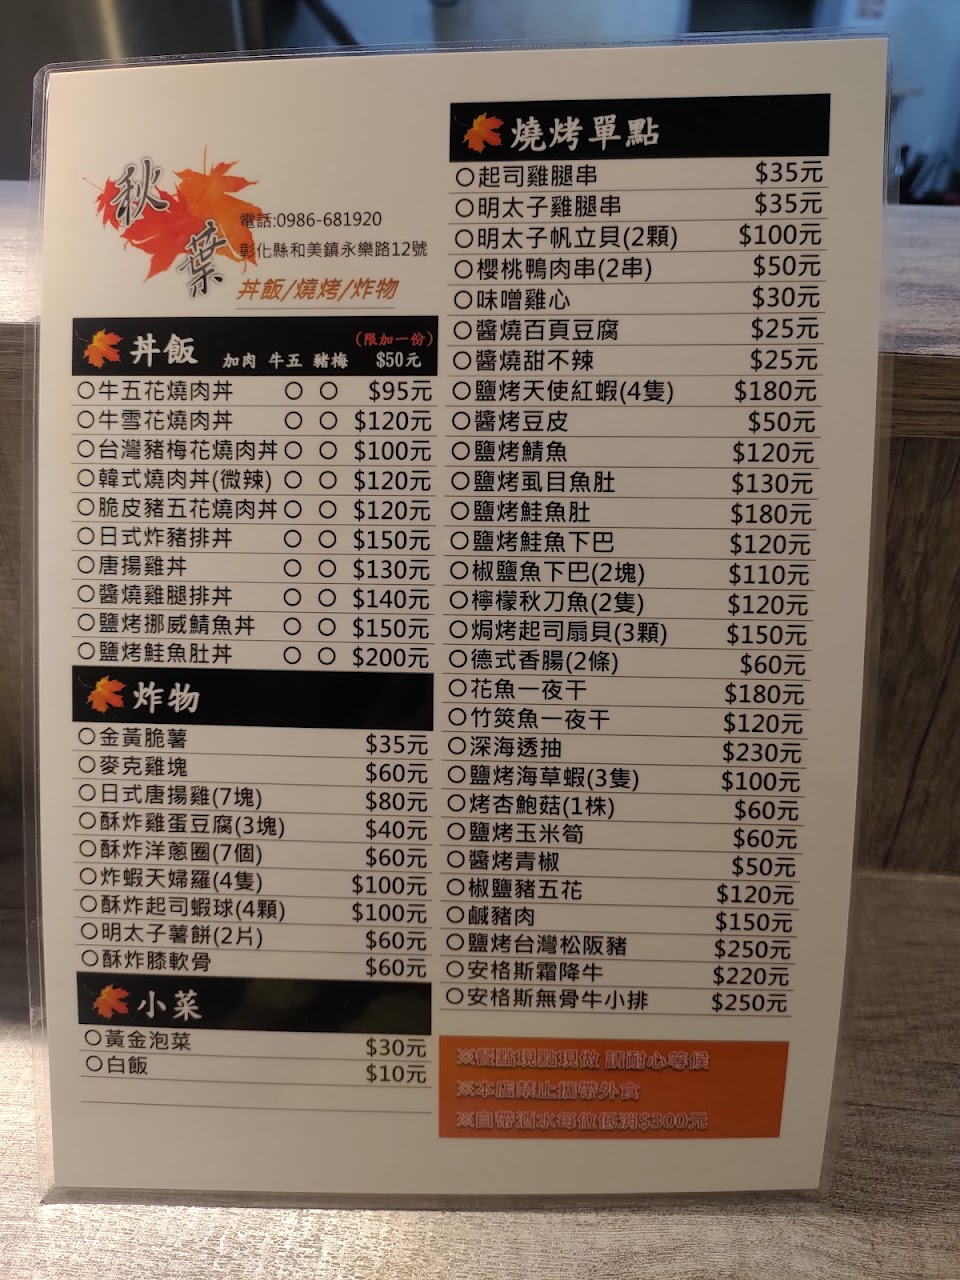 秋葉
電話:0986-681920
彰化縣和美鎮永樂路12號
丼飯/燒烤/炸物
丼飯 加肉 牛五 豬梅 (限加一份) $50元
○牛五花燒肉丼 ○ ○ $95元
○牛雪花燒肉丼 ○ ○ $120元
○台灣豬梅花燒肉丼 ○ ○ $100元
○韓式燒肉丼(微辣) ○ ○ $120元
○脆皮豬五花燒肉丼 ○ ○ $120元
○日式炸豬排丼 ○ ○ $150元
○唐揚雞丼 ○ ○ $130元
○醬燒雞腿排丼 ○ ○ $140元
○鹽烤挪威鯖魚丼 ○ ○ $150元
○鹽烤鮭魚肚丼 ○ ○ $200元
炸物
○金黃脆薯 $35元
○麥克雞塊 $60元
○日式唐揚雞(7塊) $80元
○酥炸雞蛋豆腐(3塊) $40元
○酥炸洋蔥圈(7個) $60元
○炸蝦天婦羅(4隻) $100元
○酥炸起司蝦球(4顆) $100元
○明太子薯餅(2片) $60元
○酥炸膝軟骨 $60元
小菜
○黃金泡菜 $30元
○白飯 $10元
燒烤單點
○起司雞腿串 $35元
○明太子雞腿串 $35元
○明太子帆立貝(2顆) $100元
○櫻桃鴨肉串(2串) $50元
○味噌雞心 $30元
○醬燒百頁豆腐 $25元
○醬燒甜不辣 $25元
○鹽烤天使紅蝦(4隻) $180元
○醬烤豆皮 $50元
○鹽烤鯖魚 $120元
○鹽烤虱目魚肚 $130元
○鹽烤鮭魚肚 $180元
○鹽烤鮭魚下巴 $120元
○椒鹽魚下巴(2塊) $110元
○檸檬秋刀魚(2隻) $120元
○焗烤起司扇貝(3顆) $150元
○德式香腸(2條) $60元
○花魚一夜干 $180元
○竹筴魚一夜干 $120元
○深海透抽 $230元
○鹽烤海草蝦(3隻) $100元
○烤杏鮑菇(1株) $60元
○鹽烤玉米筍 $60元
○醬烤青椒 $50元
○椒鹽豬五花 $120元
○鹹豬肉 $150元
○鹽烤台灣松阪豬 $250元
○安格斯霜降牛 $220元
○安格斯無骨牛小排 $250元
※餐點現點現做 請耐心等候
※本店禁止攜帶外食
※自帶酒水每位低消$300元